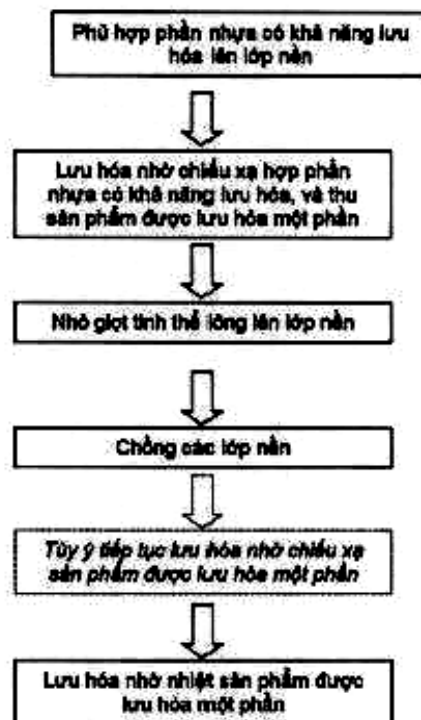 Phủ hợp phần nhựa có khả năng lưu
hóa lên lớp nền
Lưu hóa nhờ chiếu xạ hợp phần
nhựa có khả năng lưu hóa, và thu
sản phẩm được lưu hóa một phần
Nhỏ giọt tinh thể lỏng lên lớp nền
Chồng các lớp nền
Tùy ý tiếp tục lưu hóa nhờ chiếu xạ
sản phẩm được lưu hóa một phần
Lưu hóa nhờ nhiệt sản phẩm được
lưu hóa một phần